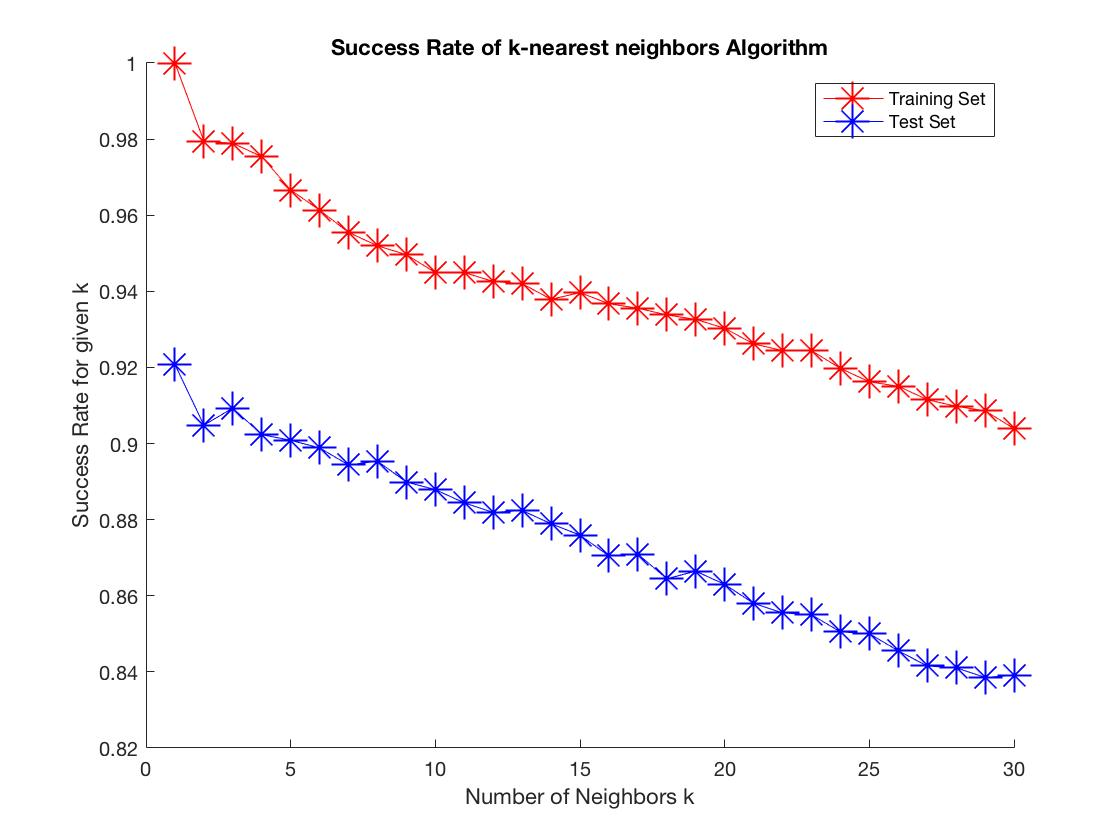 Success Rate of k-nearest neighbors Algorithm
Training Set
Test Set
1
0.98
0.96
0.94
0.92
0.9
0.88
0.86
0.84
0.82
Success Rate for given k
0 5 10 15 20 25 30
Number of Neighbors k